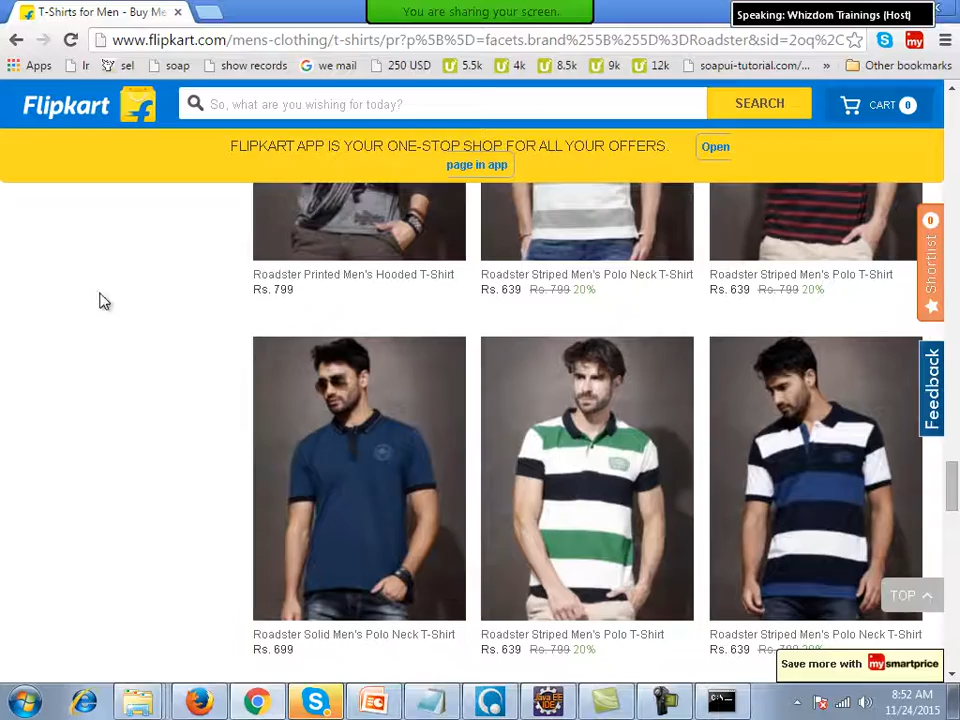 T-Shirts for Men - Buy Me
You are sharing your screen.
Speaking: Whizdom Trainings (Host)
www.flipkart.com/mens-clothing/t-shirts/pr?p%5B%5D=facets.brand%255B%255D%3DRoadster&sid=2oq%2C
Apps
Ir
sel
soap
show records
we mail
250 USD
5.5k
4k
8.5k
9k
12k
soapui-tutorial.com/...
»
Other bookmarks
Flipkart
So, what are you wishing for today?
SEARCH
CART 0
FLIPKART APP IS YOUR ONE-STOP SHOP FOR ALL YOUR OFFERS.
Open
page in app
0
Shortlist
Roadster Printed Men's Hooded T-Shirt
Rs. 799
Roadster Striped Men's Polo Neck T-Shirt
Rs. 639 Rs. 799 20%
Roadster Striped Men's Polo T-Shirt
Rs. 639 Rs. 799 20%
Feedback
TOP
Roadster Solid Men's Polo Neck T-Shirt
Rs. 699
Roadster Striped Men's Polo T-Shirt
Rs. 639 Rs. 799 20%
Roadster Striped Men's Polo Neck T-Shirt
Rs. 639 Rs. 799 20%
Save more with mysmartprice
8:52 AM
11/24/2015